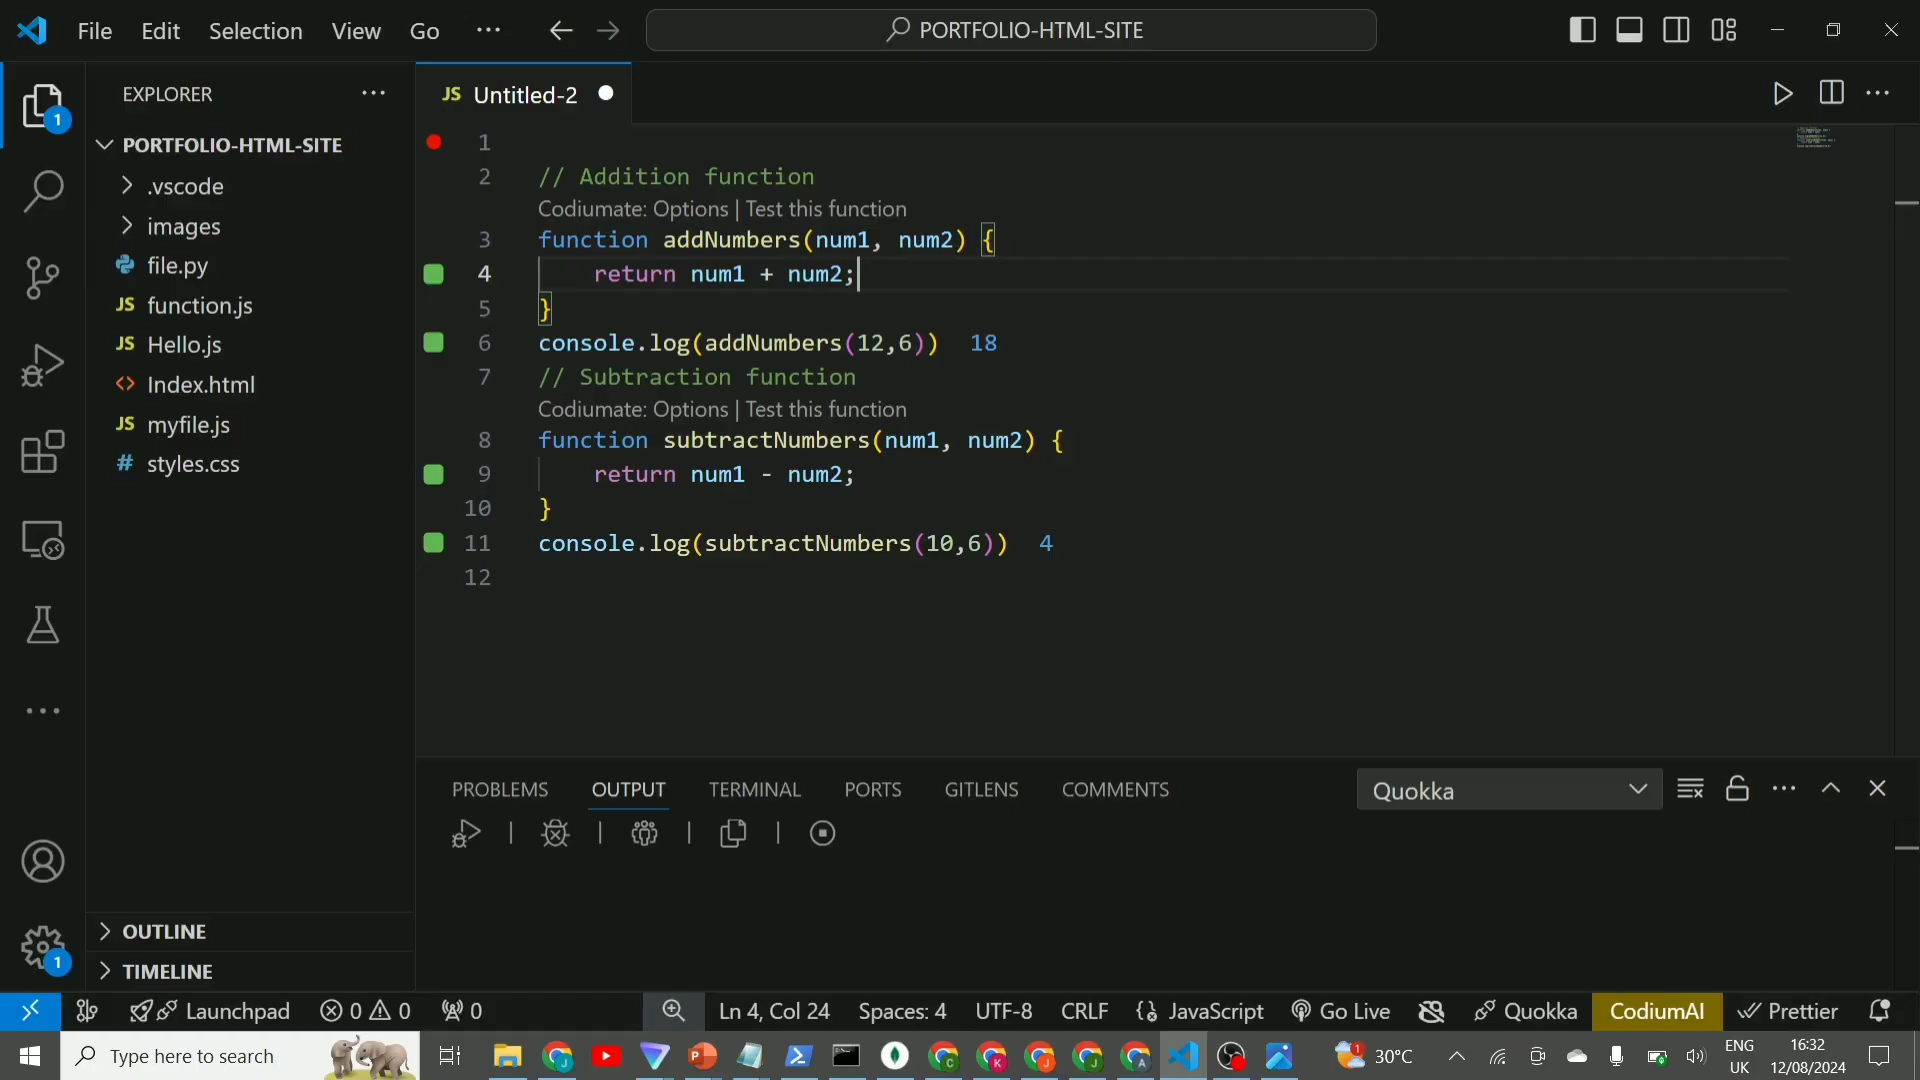 File Edit Selection View Go ··· PORTFOLIO-HTML-SITE
EXPLORER
JS Untitled-2
PORTFOLIO-HTML-SITE
.vscode
images
file.py
JS function.js
JS Hello.js
<> Index.html
JS myfile.js
# styles.css
OUTLINE
TIMELINE
1
1
1
2 // Addition function
Codiumate: Options | Test this function
3 function addNumbers(num1, num2) {
4 return num1 + num2;
5 }
6 console.log(addNumbers(12,6)) 18
7 // Subtraction function
Codiumate: Options | Test this function
8 function subtractNumbers(num1, num2) {
9 return num1 - num2;
10 }
11 console.log(subtractNumbers(10,6)) 4
12
PROBLEMS OUTPUT TERMINAL PORTS GITLENS COMMENTS Quokka
Launchpad 0 0 0 Ln 4, Col 24 Spaces: 4 UTF-8 CRLF {} JavaScript Go Live Quokka CodiumAI Prettier
Type here to search 30°C ENG 16:32
UK 12/08/2024